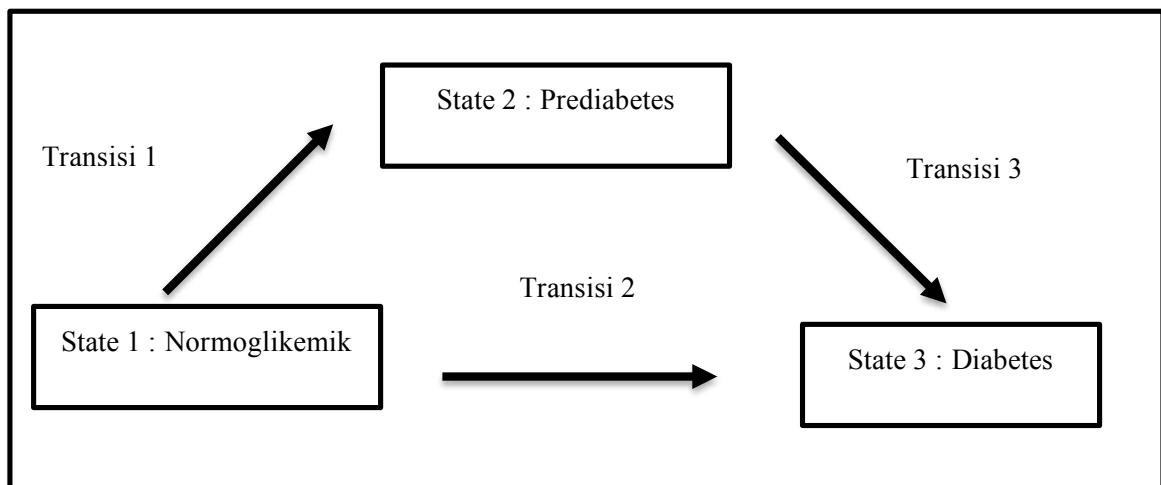 State 2 : Prediabetes
Transisi 1
Transisi 3
Transisi 2
State 1 : Normoglikemik
State 3 : Diabetes